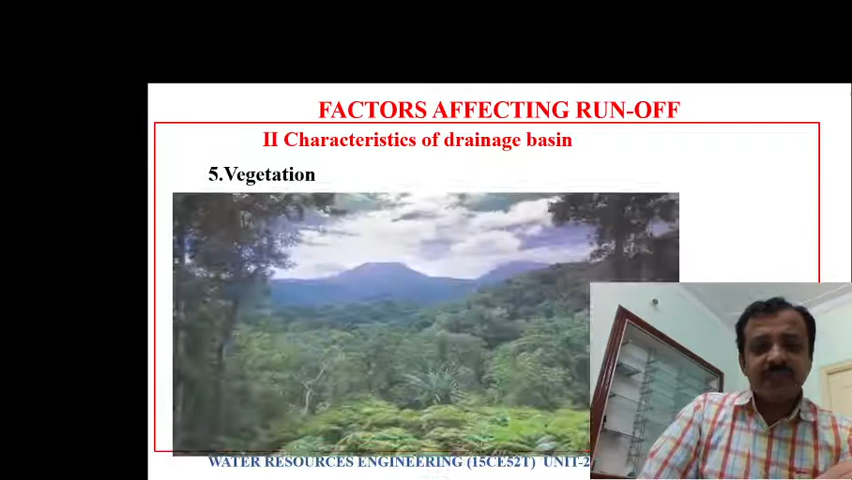 FACTORS AFFECTING RUN-OFF
II Characteristics of drainage basin
5.Vegetation
WATER RESOURCES ENGINEERING (15CE52T) UNIT-2